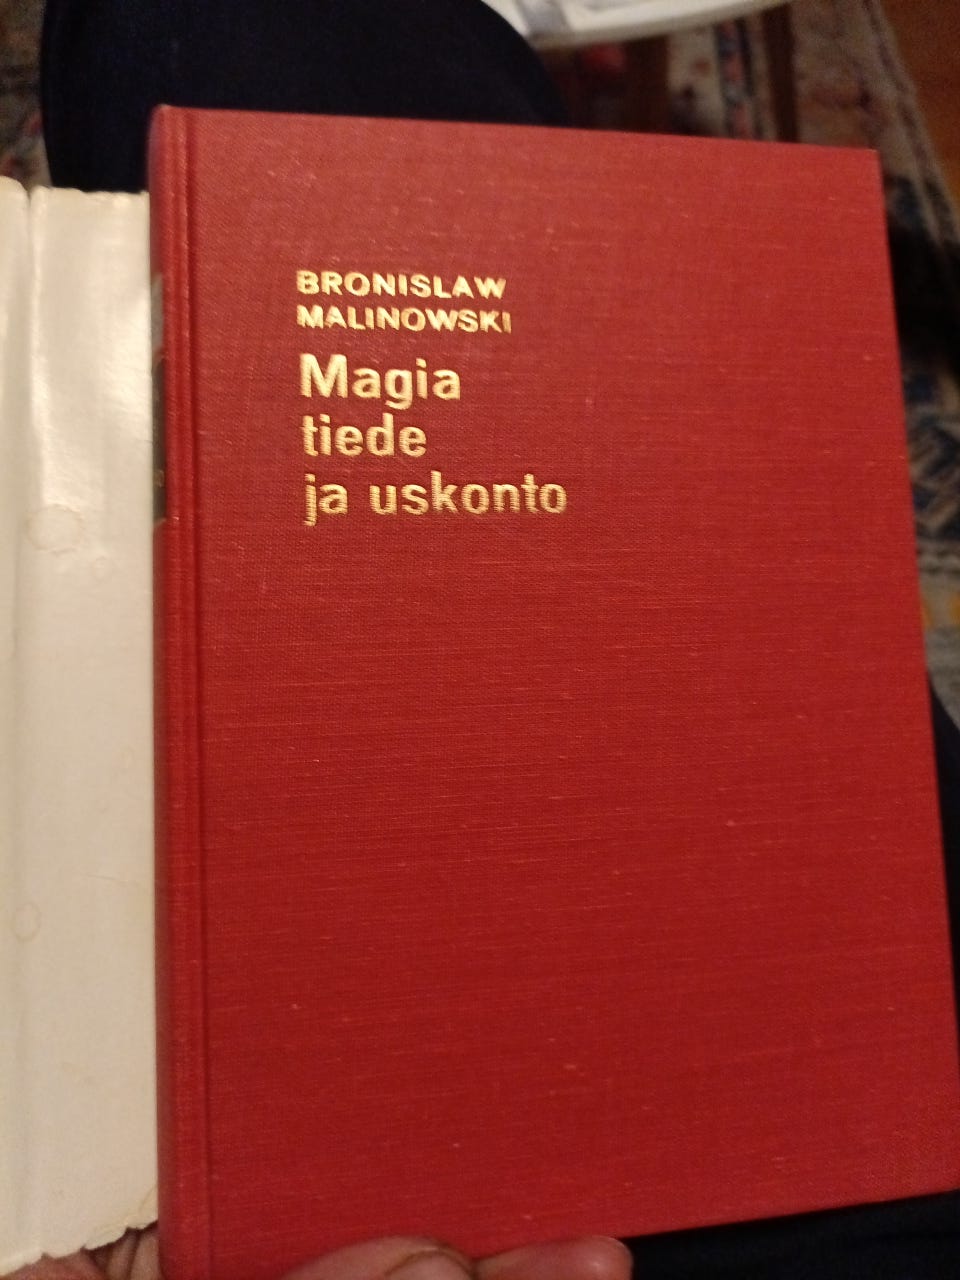 BRONISLAW
MALINOWSKI
Magia
tiede
ja uskonto